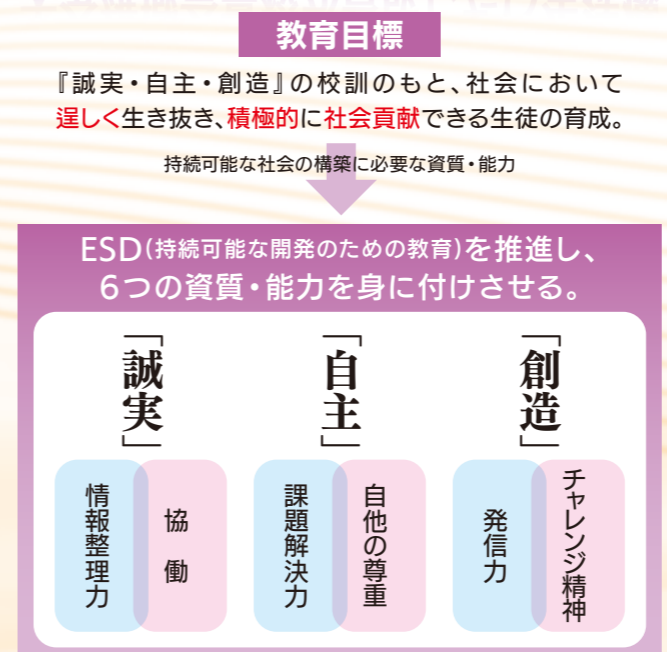 教育目標
『誠実・自主・創造』の校訓のもと、社会において
逞しく生き抜き、積極的に社会貢献できる生徒の育成。
持続可能な社会の構築に必要な資質・能力
ESD(持続可能な開発のための教育)を推進し、
6つの資質・能力を身に付けさせる。
「誠実」
情報整理力
協働
「自主」
課題解決力
自他の尊重
「創造」
発信力
チャレンジ精神